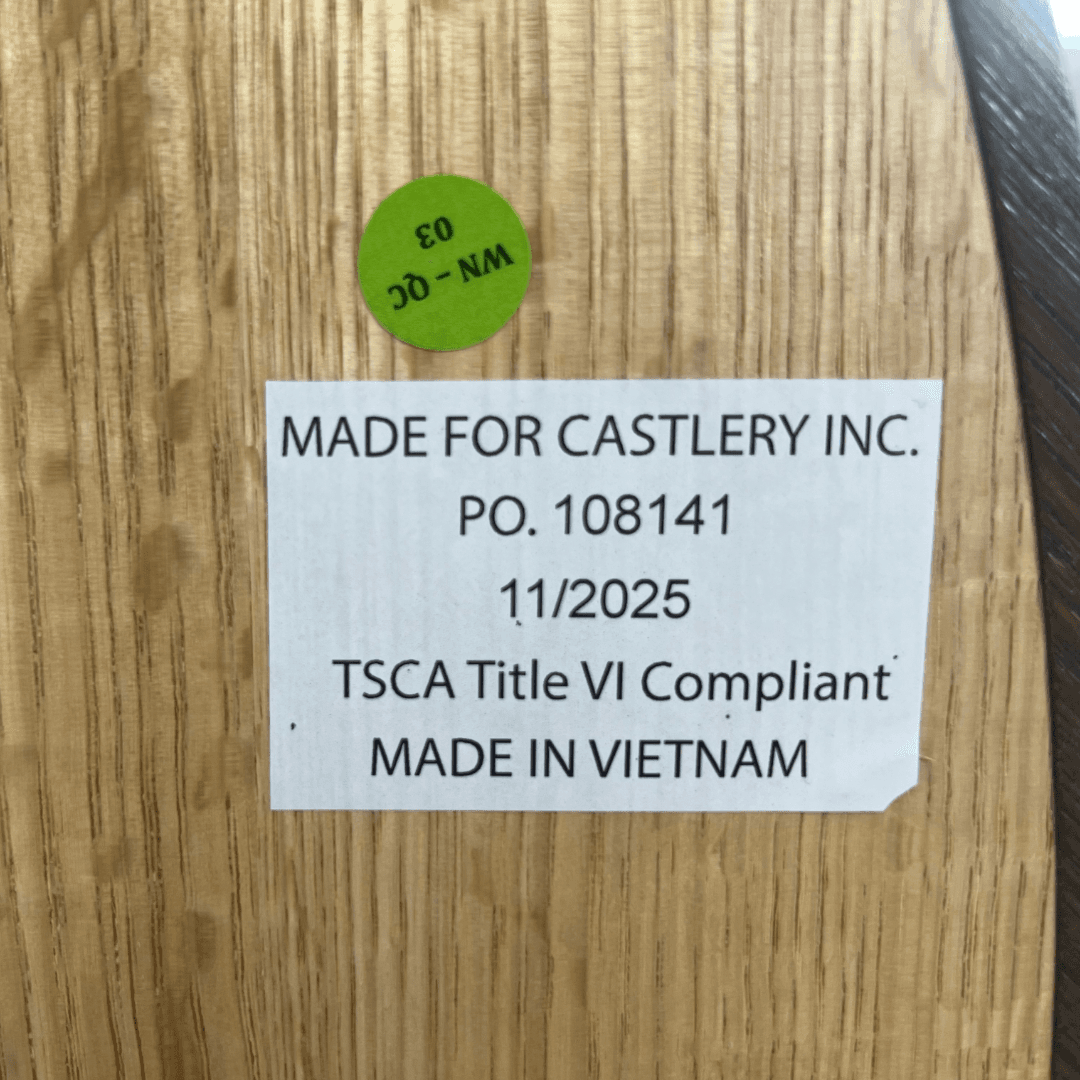 WN - QC
03
MADE FOR CASTLERY INC.
PO. 108141
11/2025
TSCA Title VI Compliant
MADE IN VIETNAM